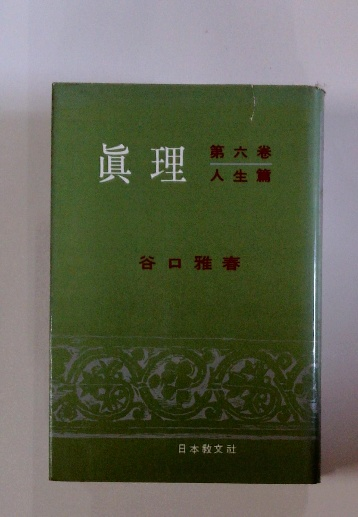 眞理
第六巻
人生篇
谷口雅春
日本教文社